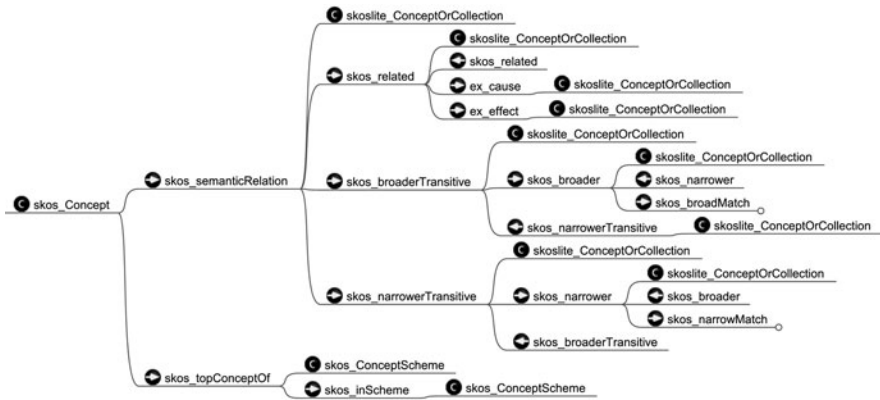 C skoslite_ConceptOrCollection
C skoslite_ConceptOrCollection
skos_related
skos_related
ex_cause
C skoslite_ConceptOrCollection
ex_effect
C skoslite_ConceptOrCollection
C skoslite_ConceptOrCollection
C skoslite_ConceptOrCollection
skos_semanticRelation
skos_broaderTransitive
skos_broader
skos_narrower
C skos_Concept
skos_broadMatch
skos_narrowerTransitive
C skoslite_ConceptOrCollection
C skoslite_ConceptOrCollection
C skoslite_ConceptOrCollection
skos_narrowerTransitive
skos_narrower
skos_broader
skos_narrowMatch
skos_broaderTransitive
C skos_ConceptScheme
skos_topConceptOf
skos_inScheme
C skos_ConceptScheme